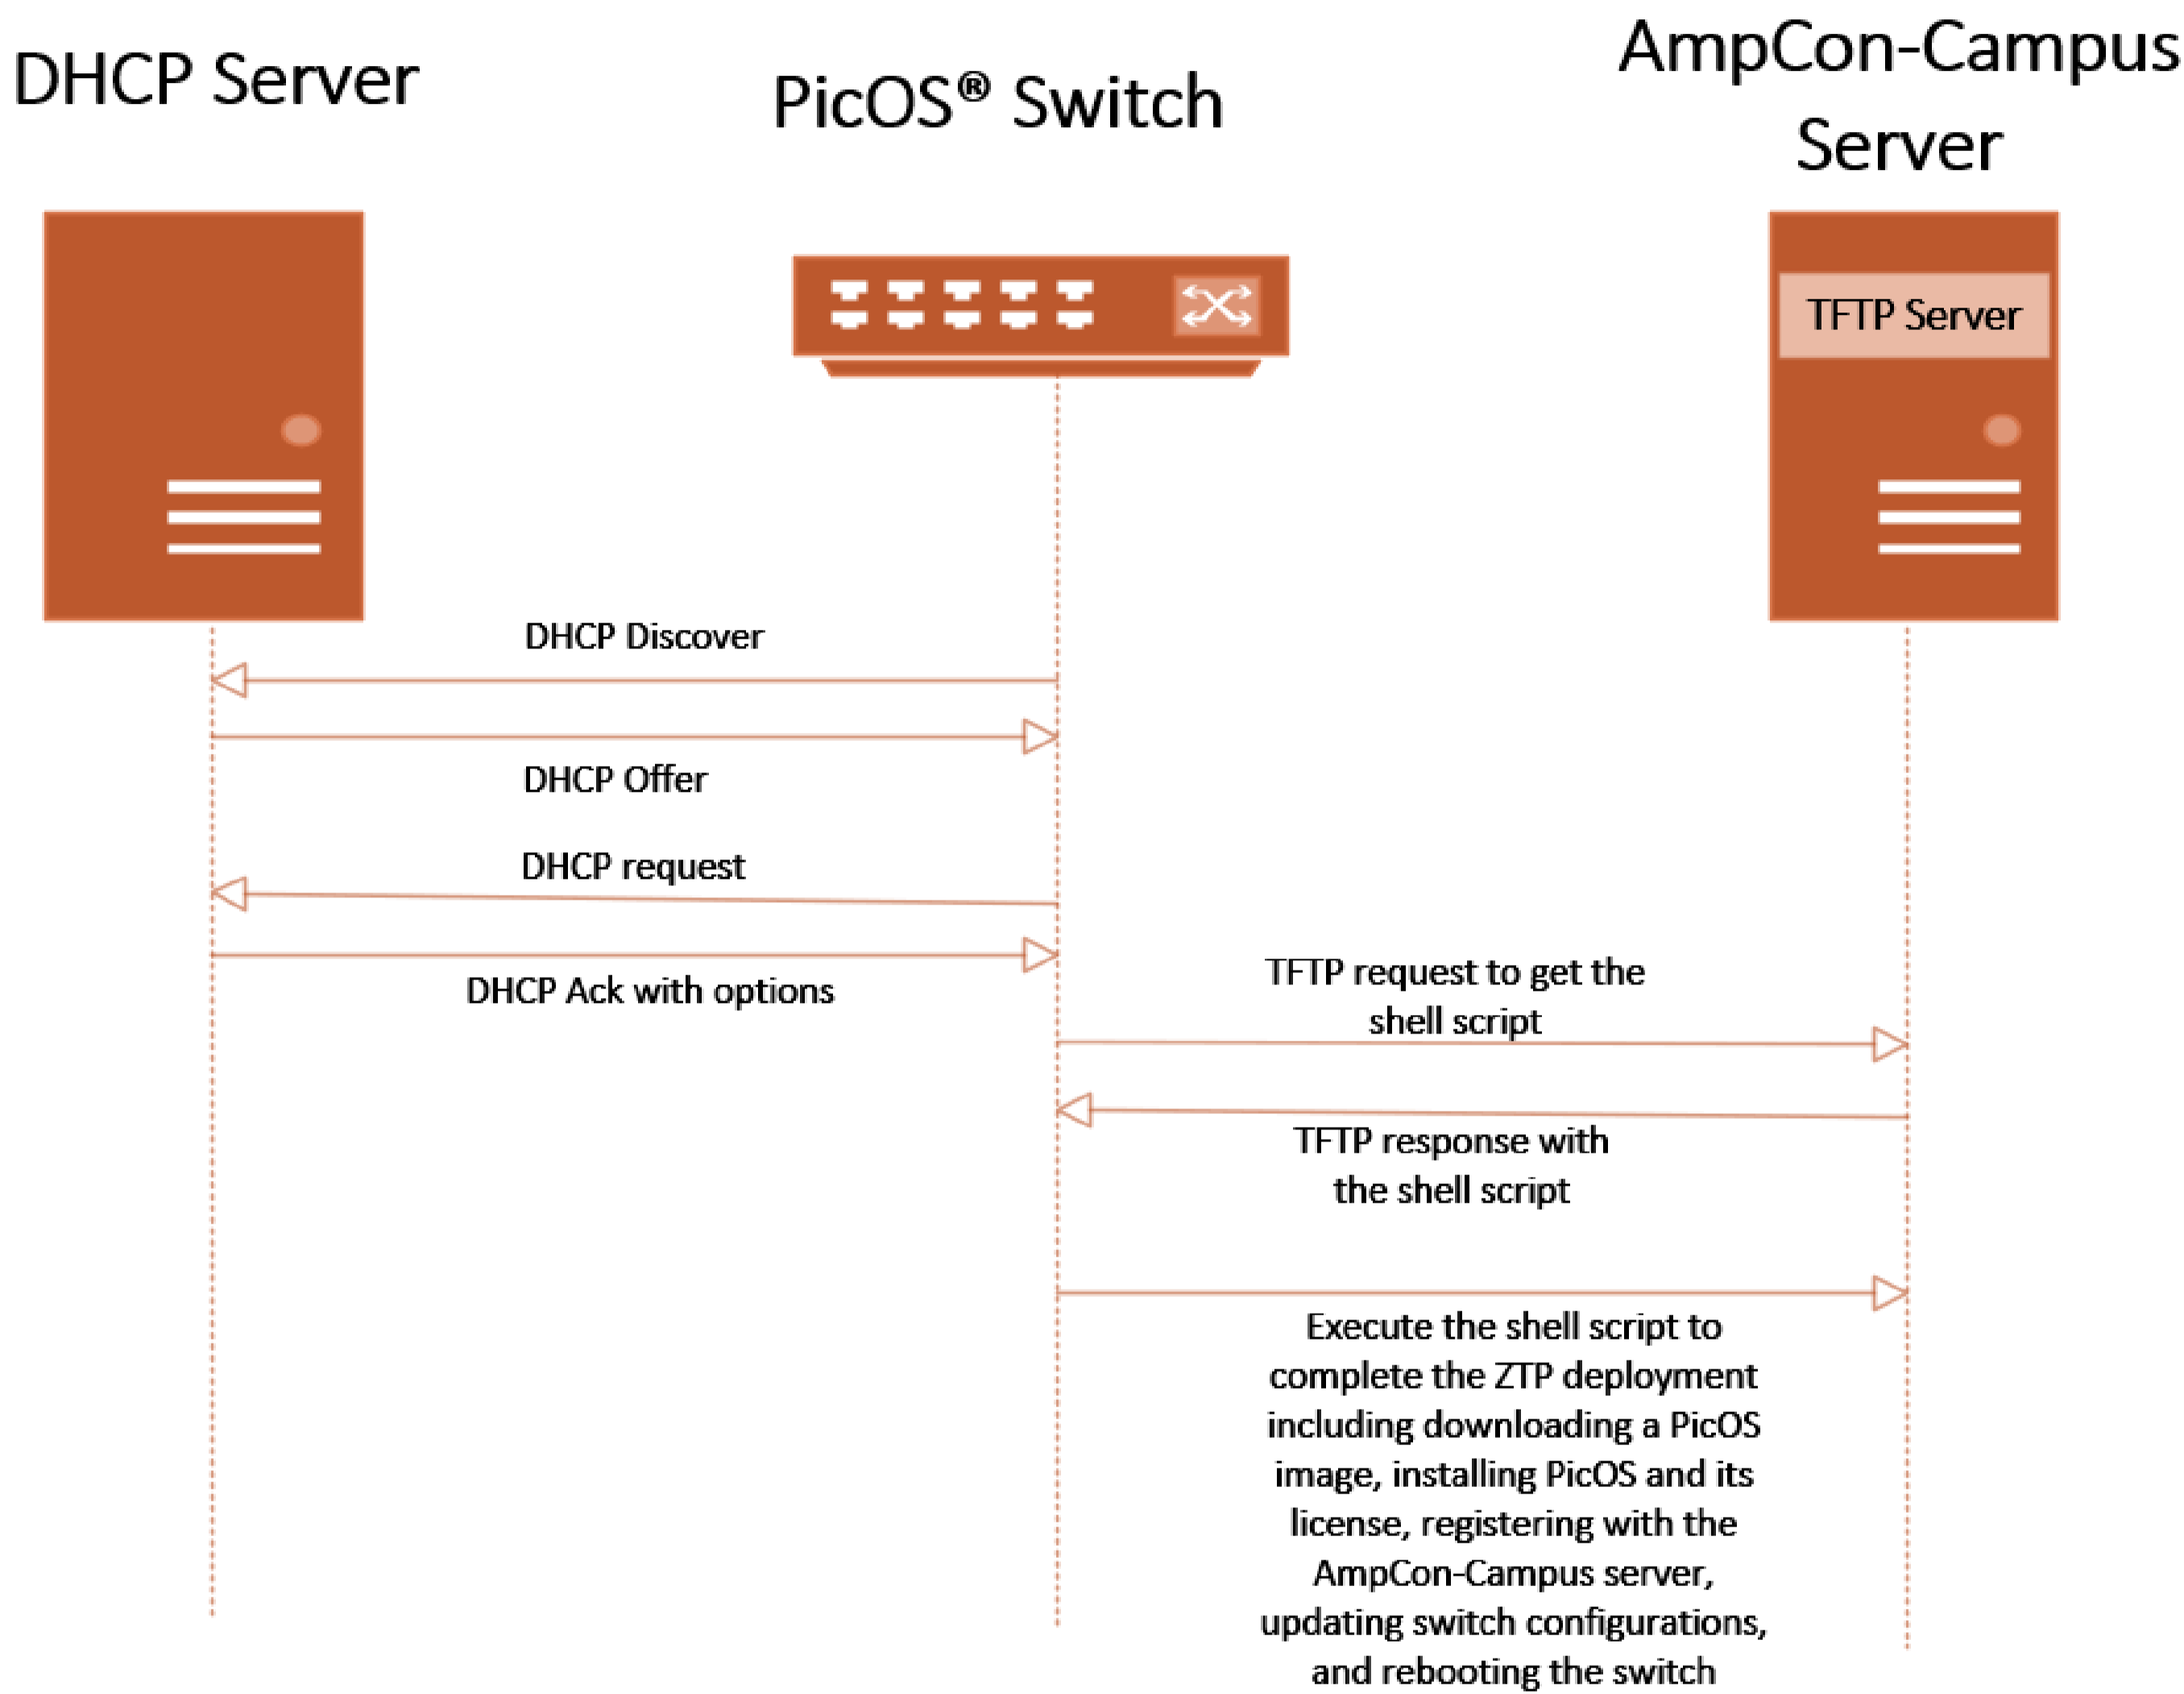 DHCP Server
PicOS® Switch
AmpCon-Campus
Server
TFTP Server
DHCP Discover
DHCP Offer
DHCP request
DHCP Ack with options
TFTP request to get the
shell script
TFTP response with
the shell script
Execute the shell script to
complete the ZTP deployment
including downloading a PicOS
image, installing PicOS and its
license, registering with the
AmpCon-Campus server,
updating switch configurations,
and rebooting the switch